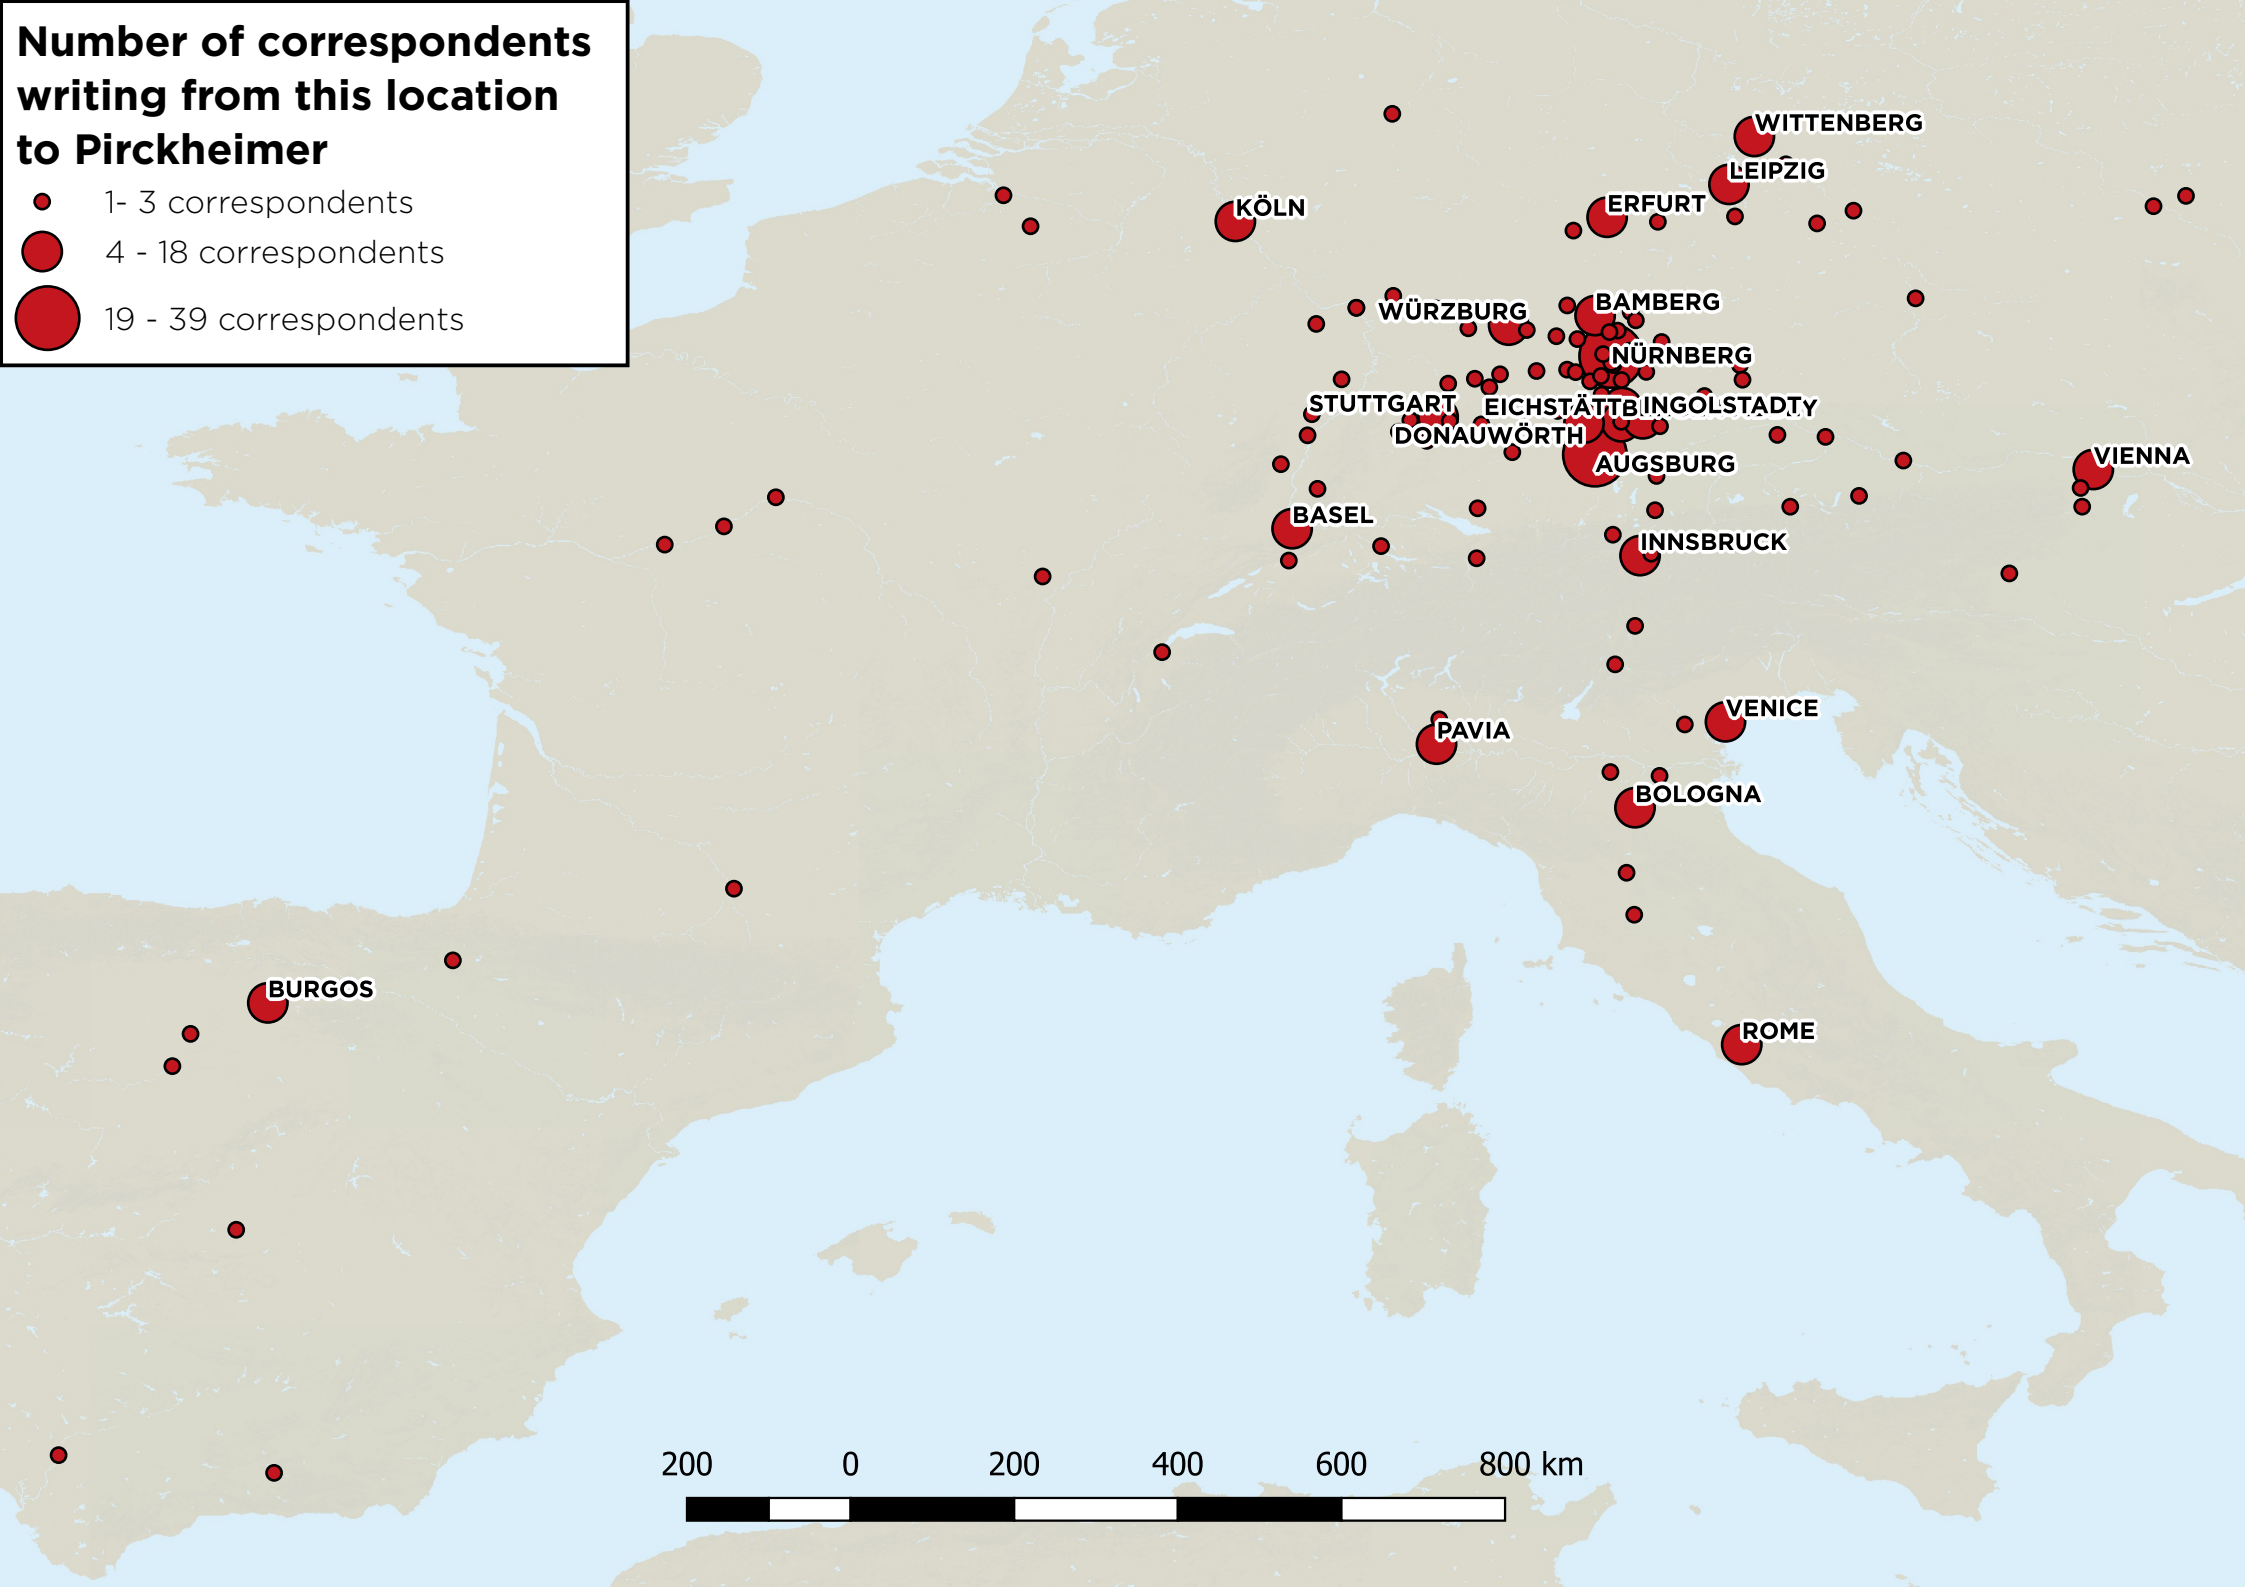 Number of correspondents
writing from this location
to Pirckheimer
1- 3 correspondents
4 - 18 correspondents
19 - 39 correspondents
WITTENBERG
LEIPZIG
KÖLN
ERFURT
WÜRZBURG
BAMBERG
NÜRNBERG
STUTTGART
EICHSTÄTT
INGOLSTADT
DONAUWÖRTH
AUGSBURG
VIENNA
BASEL
INNSBRUCK
VENICE
PAVIA
BOLOGNA
BURGOS
ROME
200 0 200 400 600 800 km